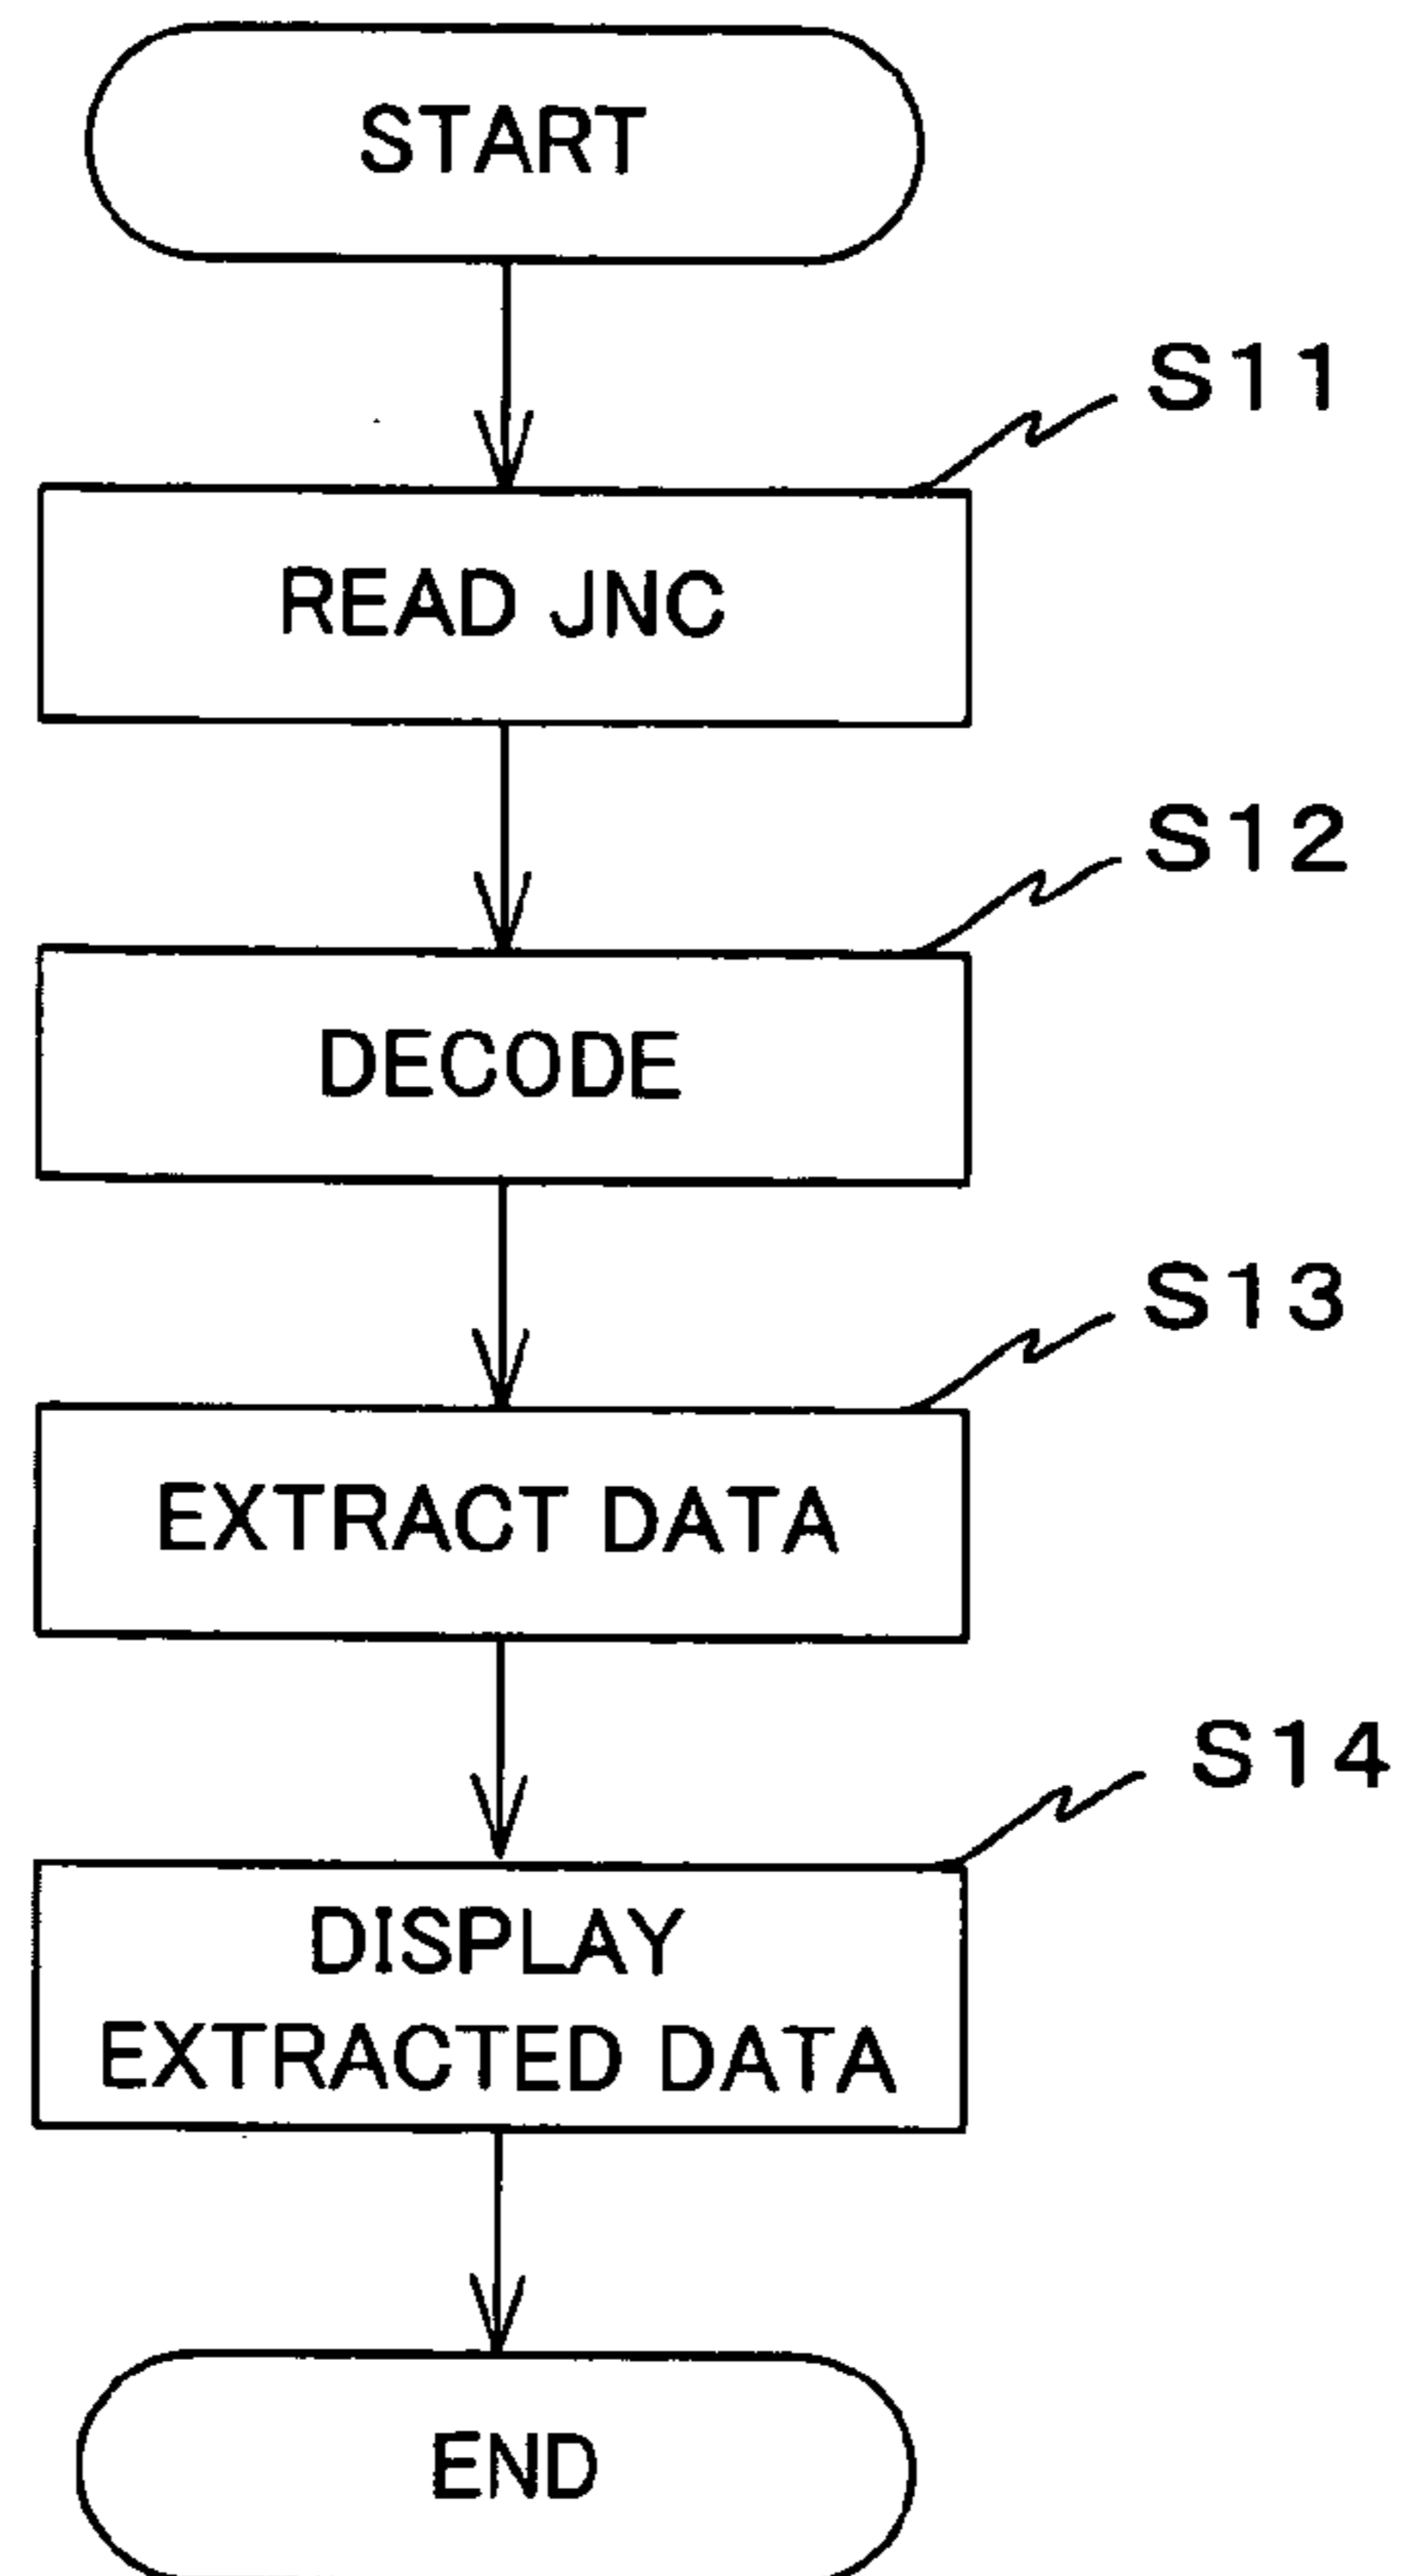 START
S11
READ JNC
S12
DECODE
S13
EXTRACT DATA
S14
DISPLAY
EXTRACTED DATA
END